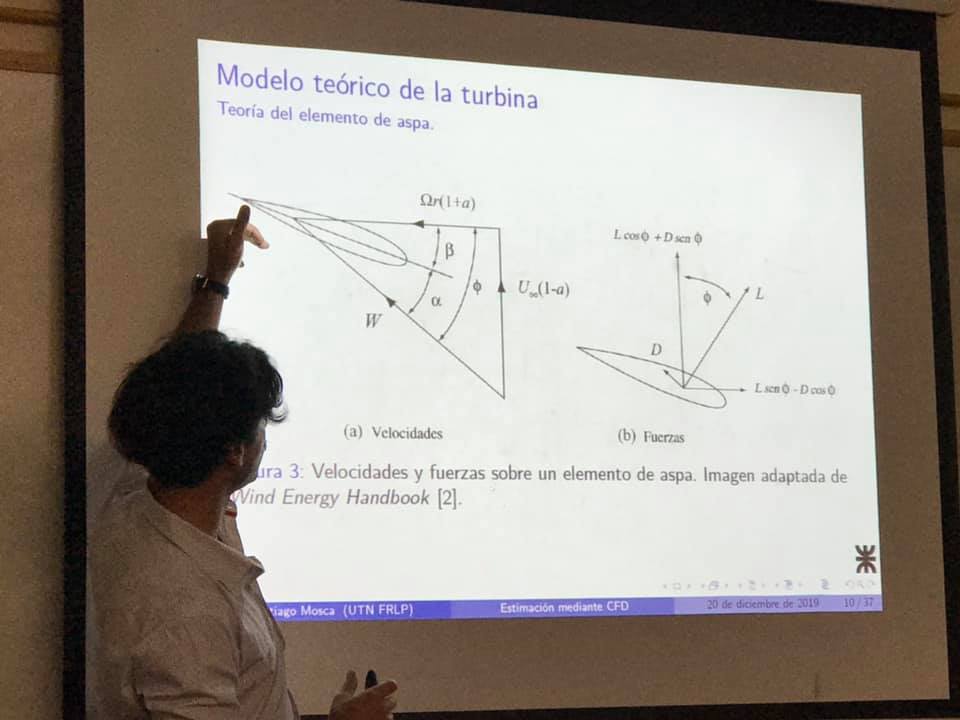 Modelo teórico de la turbina
Teoría del elemento de aspa.
Ωr(1+a)
β
ϕ
α
U∞(1-a)
W
(a) Velocidades
L cos ϕ + D sen ϕ
ϕ
L
D
L sen ϕ - D cos ϕ
(b) Fuerzas
ura 3: Velocidades y fuerzas sobre un elemento de aspa. Imagen adaptada de
Wind Energy Handbook [2].
tiago Mosca (UTN FRLP)
Estimación mediante CFD
20 de diciembre de 2019
10 / 37